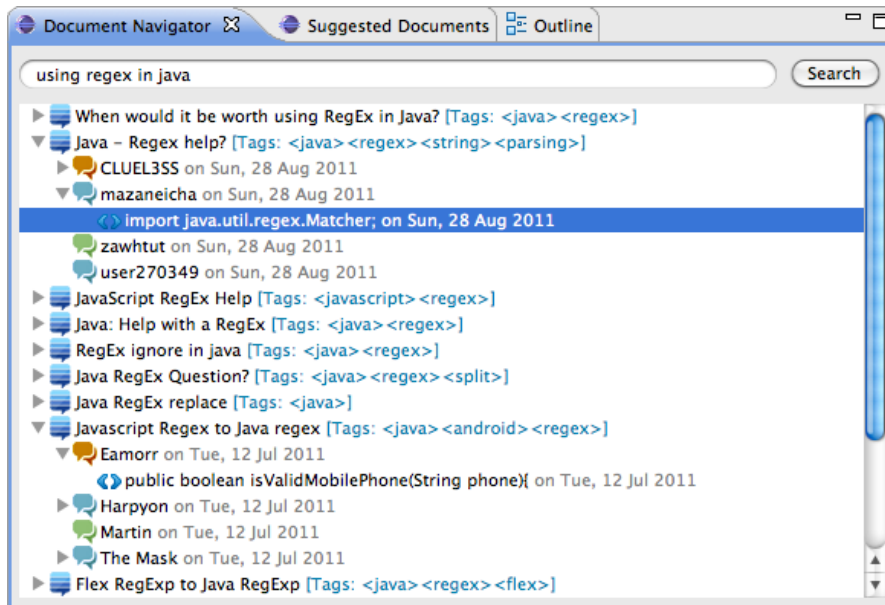 Document Navigator Suggested Documents Outline
using regex in java Search
When would it be worth using RegEx in Java? [Tags: <java><regex>]
Java – Regex help? [Tags: <java><regex><string><parsing>]
CLUEL3SS on Sun, 28 Aug 2011
mazaneicha on Sun, 28 Aug 2011
import java.util.regex.Matcher; on Sun, 28 Aug 2011
zawhtut on Sun, 28 Aug 2011
user270349 on Sun, 28 Aug 2011
JavaScript RegEx Help [Tags: <javascript><regex>]
Java: Help with a RegEx [Tags: <java><regex>]
RegEx ignore in java [Tags: <java><regex>]
Java RegEx Question? [Tags: <java><regex><split>]
Java RegEx replace [Tags: <java>]
Javascript Regex to Java regex [Tags: <java><android><regex>]
Eamorr on Tue, 12 Jul 2011
public boolean isValidMobilePhone(String phone){ on Tue, 12 Jul 2011
Harpyon on Tue, 12 Jul 2011
Martin on Tue, 12 Jul 2011
The Mask on Tue, 12 Jul 2011
Flex RegExp to Java RegExp [Tags: <java><regex><flex>]